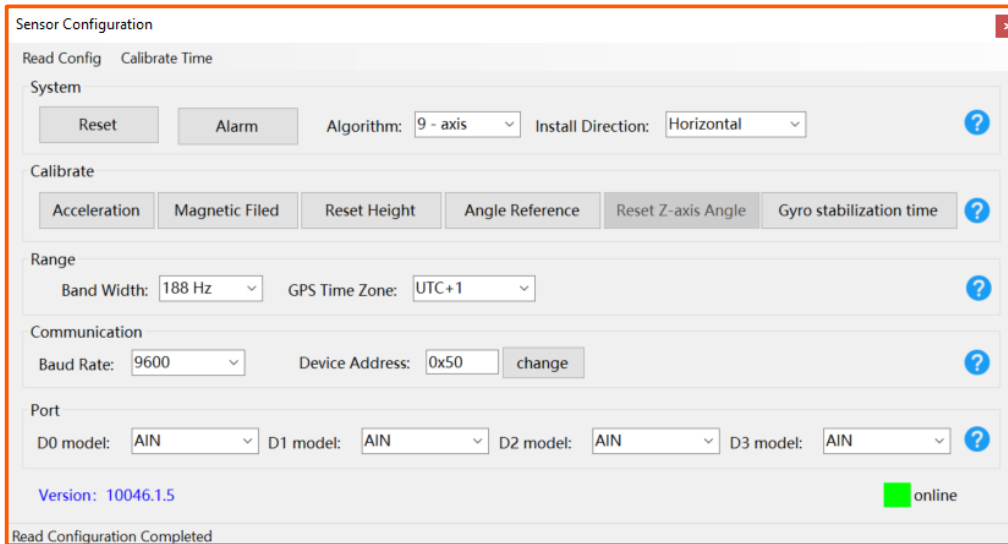 Sensor Configuration
Read Config Calibrate Time
System
Reset Alarm Algorithm: 9 - axis Install Direction: Horizontal
Calibrate
Acceleration Magnetic Filed Reset Height Angle Reference Reset Z-axis Angle Gyro stabilization time
Range
Band Width: 188 Hz GPS Time Zone: UTC+1
Communication
Baud Rate: 9600 Device Address: 0x50 change
Port
D0 model: AIN D1 model: AIN D2 model: AIN D3 model: AIN
Version: 10046.1.5 online
Read Configuration Completed